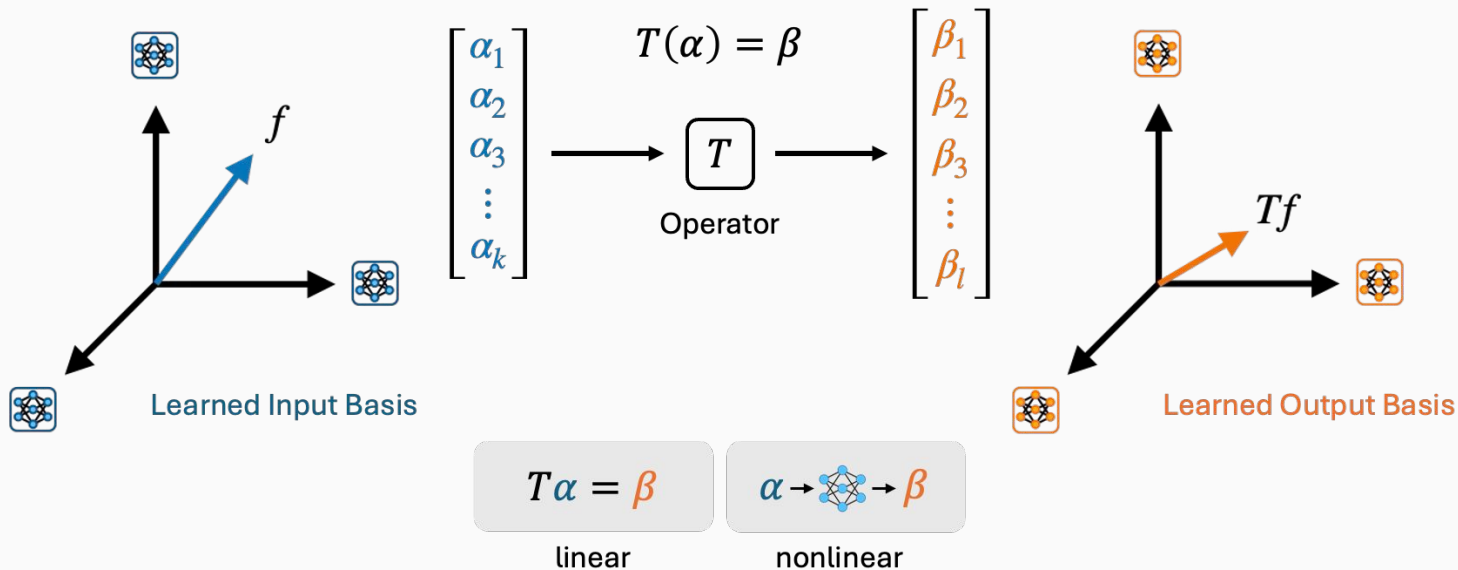 f
α₁
α₂
α₃
⋮
αₖ
T(α) = β
T
Operator
β₁
β₂
β₃
⋮
βₗ
Tf
Learned Input Basis
Learned Output Basis
Tα = β
α → → β
linear
nonlinear